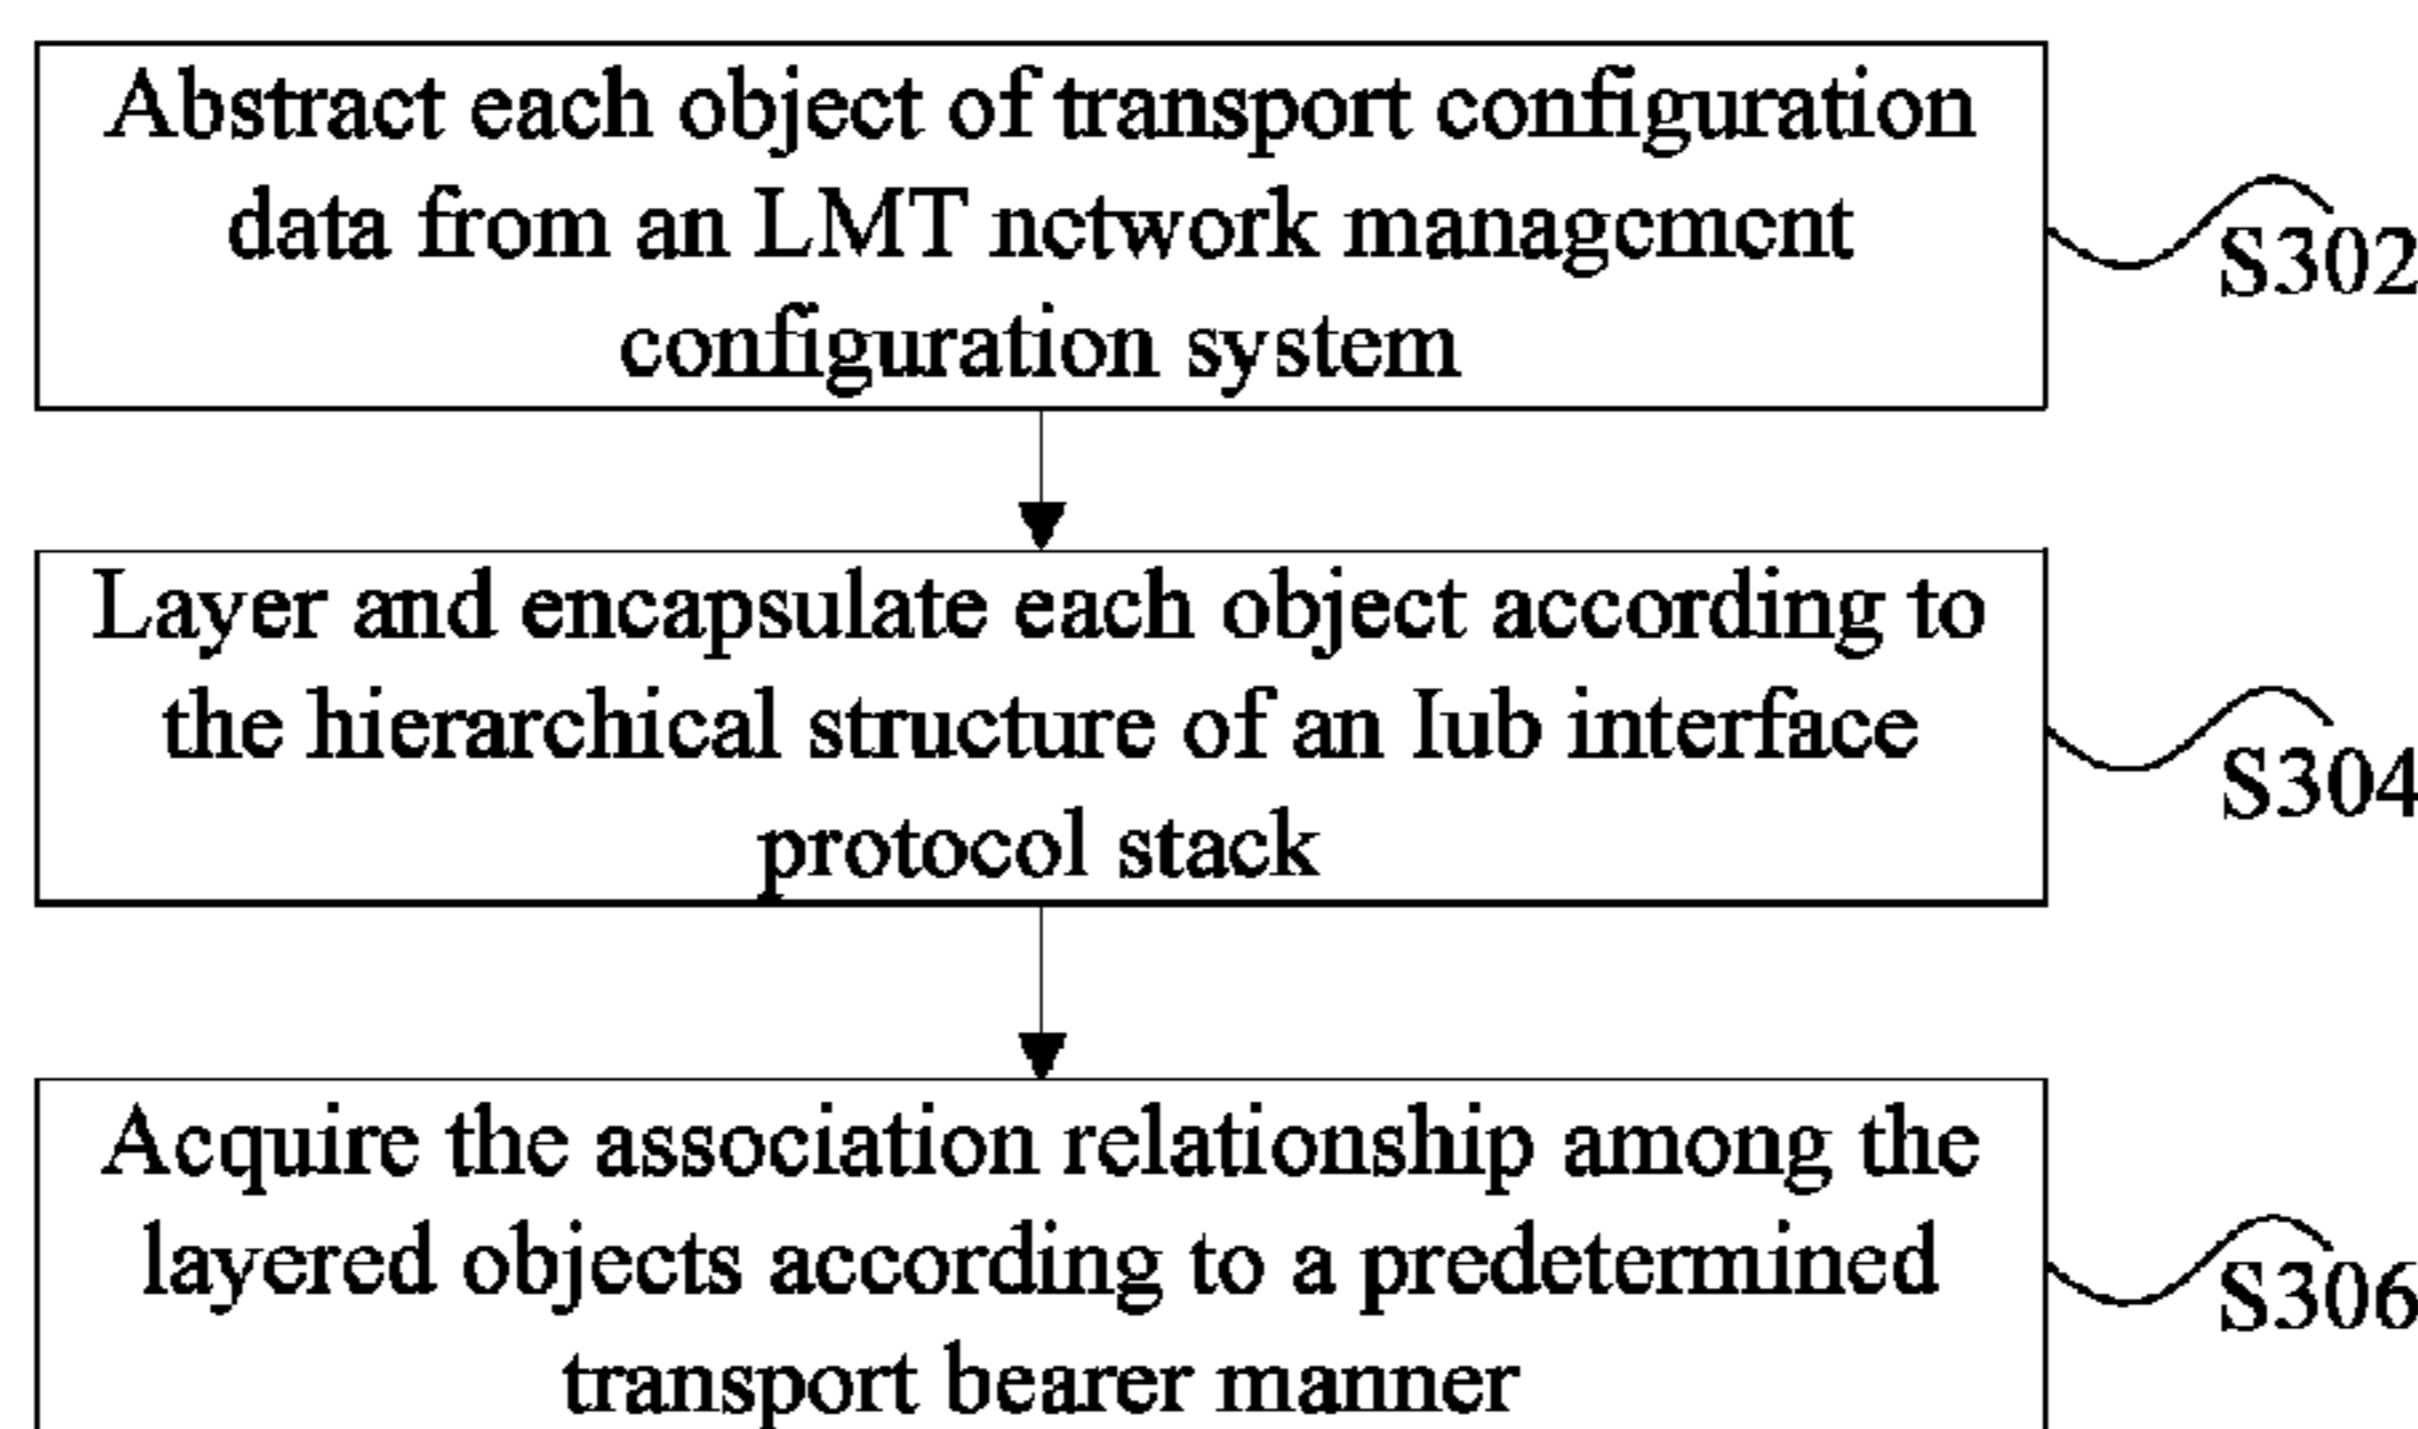 Abstract each object of transport configuration
data from an LMT network management
configuration system
S302
Layer and encapsulate each object according to
the hierarchical structure of an Iub interface
protocol stack
S304
Acquire the association relationship among the
layered objects according to a predetermined
transport bearer manner
S306